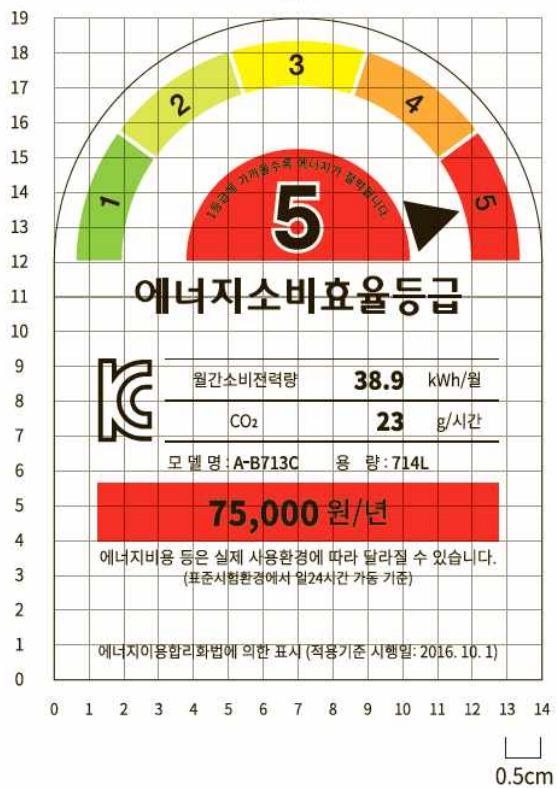 19
18
17
16
15
14
13
12
11
10
9
8
7
6
5
4
3
2
1
0
1 2 3 4 5
1등급에 가까울수록 에너지가 절약됩니다
5
에너지소비효율등급
월간소비전력량 38.9 kWh/월
CO₂ 23 g/시간
모 델 명 : A-B713C 용 량 : 714L
75,000 원/년
에너지비용 등은 실제 사용환경에 따라 달라질 수 있습니다.
(표준시험환경에서 일24시간 가동 기준)
에너지이용합리화법에 의한 표시 (적용기준 시행일: 2016. 10. 1)
0 1 2 3 4 5 6 7 8 9 10 11 12 13 14
0.5cm